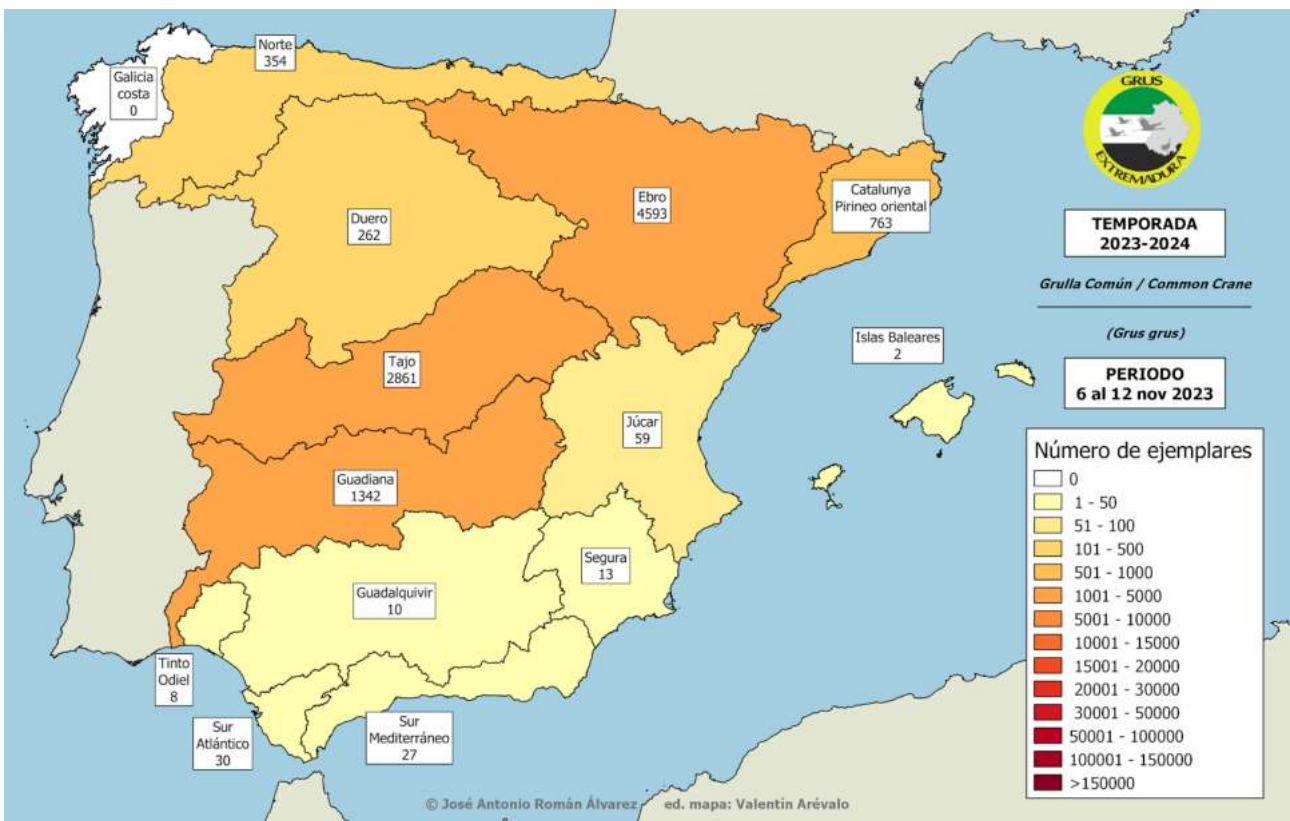 Norte
354
Galicia
costa
0
Duero
262
Ebro
4593
Catalunya
Pirineo oriental
763
Tajo
2861
Islas Baleares
2
Júcar
59
Guadiana
1342
Segura
13
Guadalquivir
10
Tinto
Odiel
8
Sur
Atlántico
30
Sur
Mediterráneo
27
GRUS
EXTREMADURA
TEMPORADA
2023-2024
Grulla Común / Common Crane
(Grus grus)
PERIODO
6 al 12 nov 2023
Número de ejemplares
0
1 - 50
51 - 100
101 - 500
501 - 1000
1001 - 5000
5001 - 10000
10001 - 15000
15001 - 20000
20001 - 30000
30001 - 50000
50001 - 100000
100001 - 150000
>150000
© José Antonio Román Álvarez ed. mapa: Valentín Arévalo